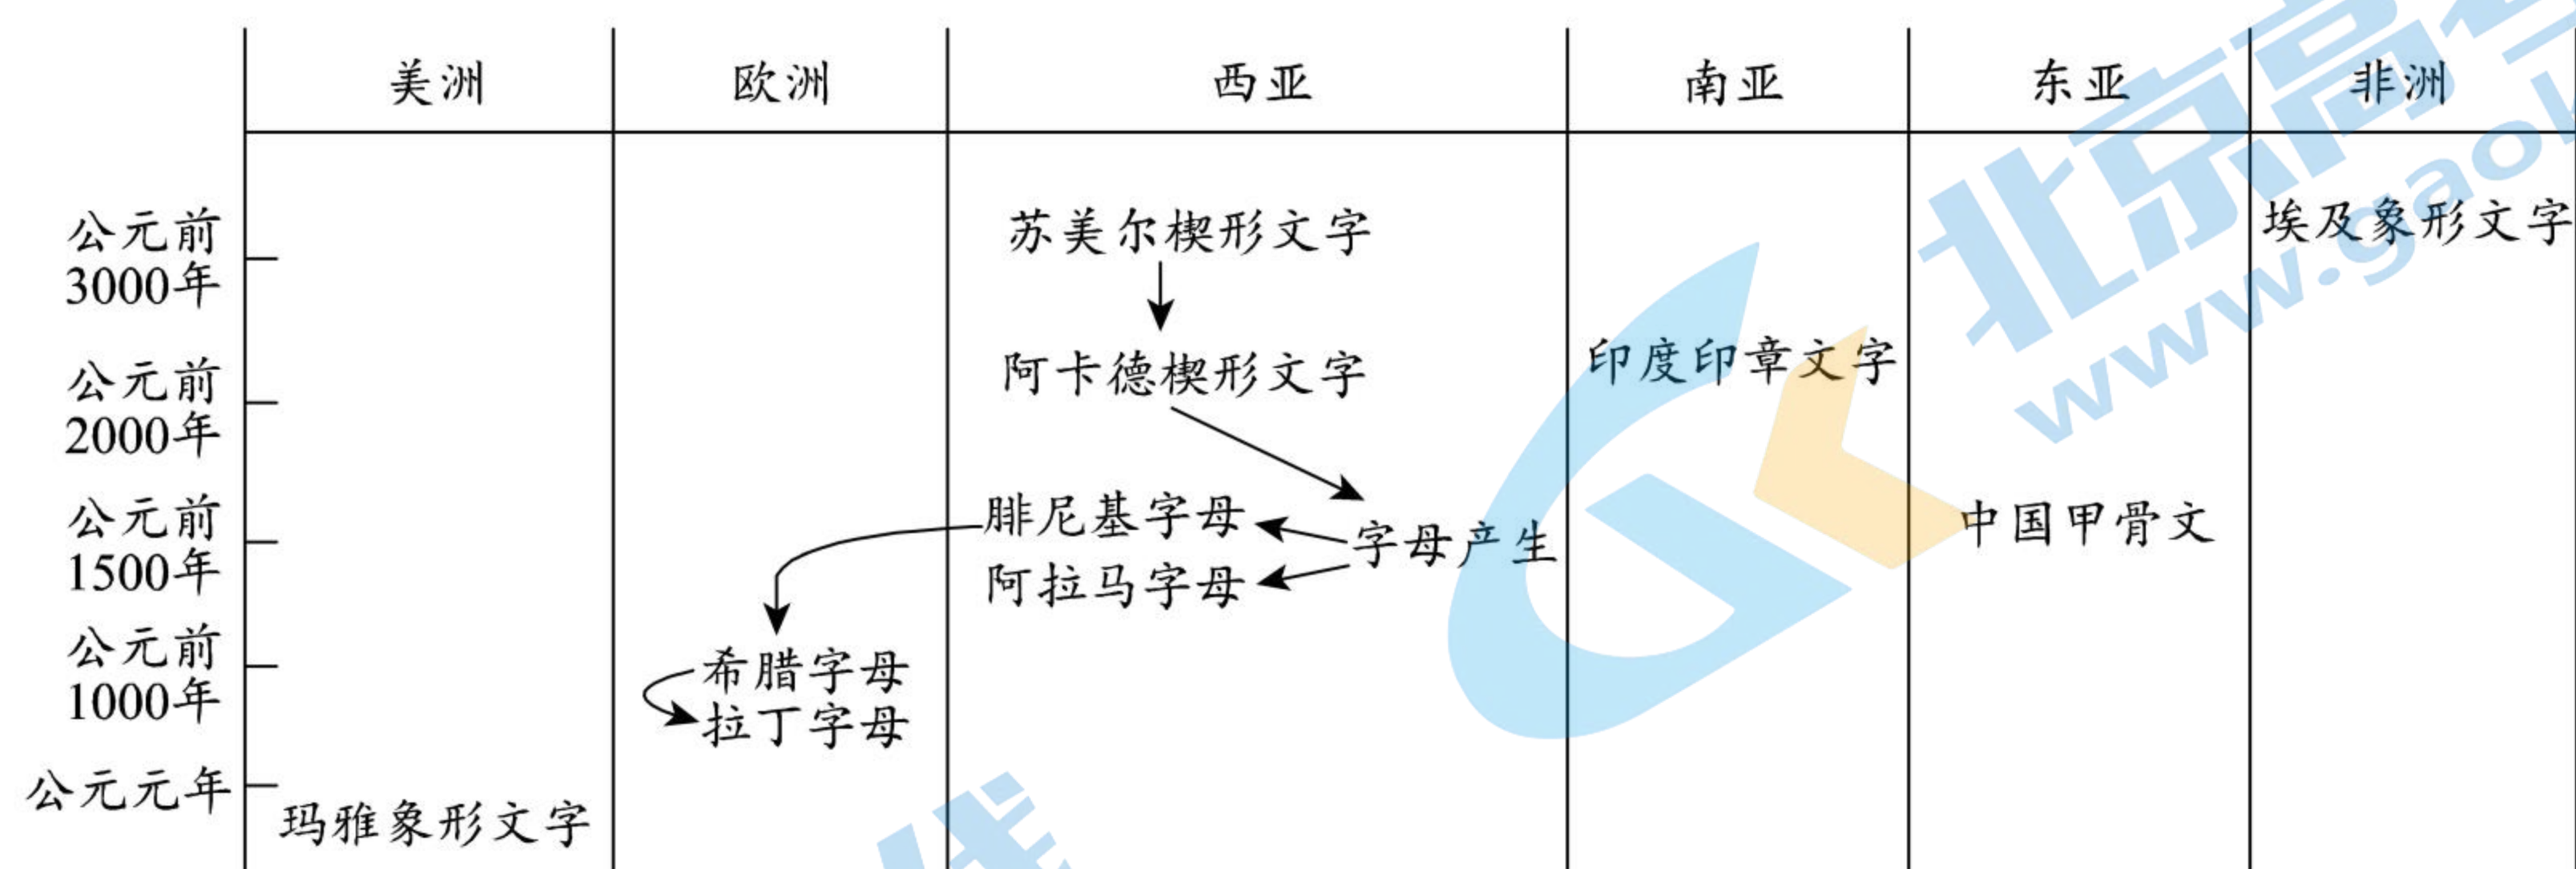 美洲 欧洲 西亚 南亚 东亚 非洲
公元前
3000年
苏美尔楔形文字
埃及象形文字
公元前
2000年
阿卡德楔形文字
印度印章文字
公元前
1500年
腓尼基字母
字母产生
阿拉马字母
中国甲骨文
公元前
1000年
希腊字母
拉丁字母
公元元年
玛雅象形文字
北京高
www.gaok
线